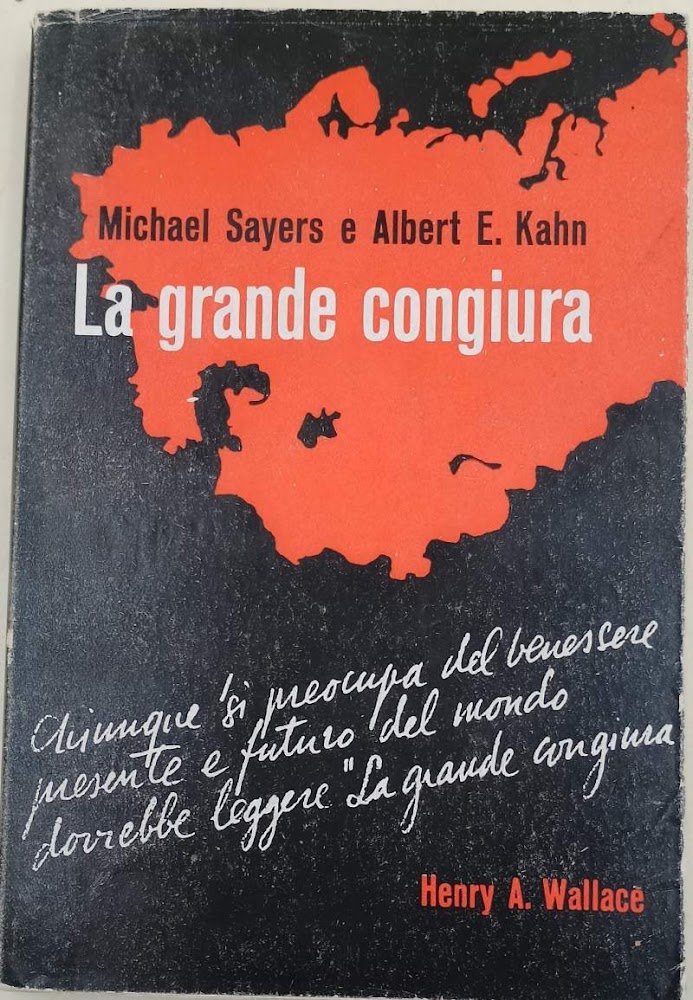 Michael Sayers e Albert E. Kahn
La grande congiura
Chiunque si preocupa del benessere
presente e futuro del mondo
dovrebbe leggere "La grande congiura
Henry A. Wallace